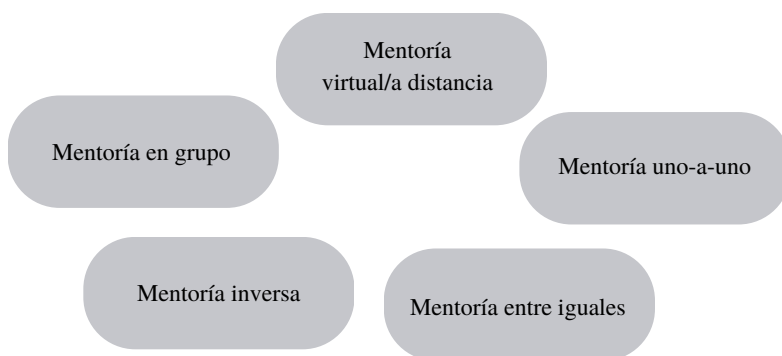 Mentoría
virtual/a distancia
Mentoría en grupo
Mentoría uno-a-uno
Mentoría inversa
Mentoría entre iguales